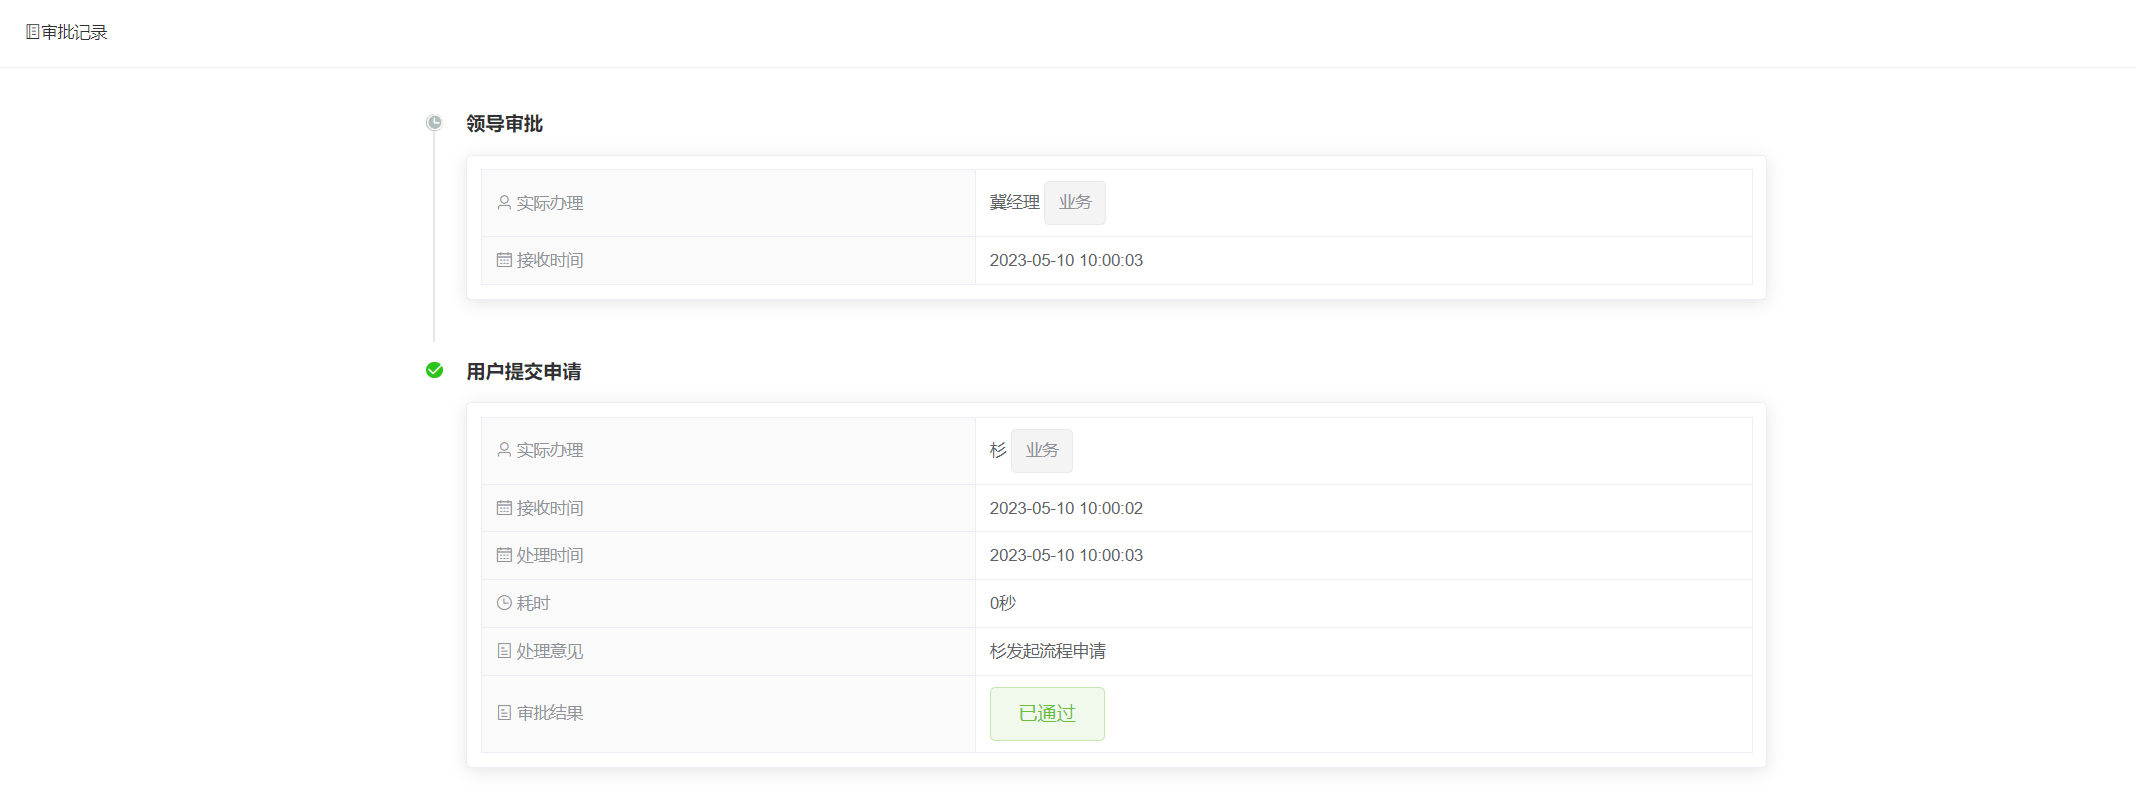 审批记录
领导审批
实际办理 冀经理 业务
接收时间 2023-05-10 10:00:03
用户提交申请
实际办理 杉 业务
接收时间 2023-05-10 10:00:02
处理时间 2023-05-10 10:00:03
耗时 0秒
处理意见 杉发起流程申请
审批结果 已通过